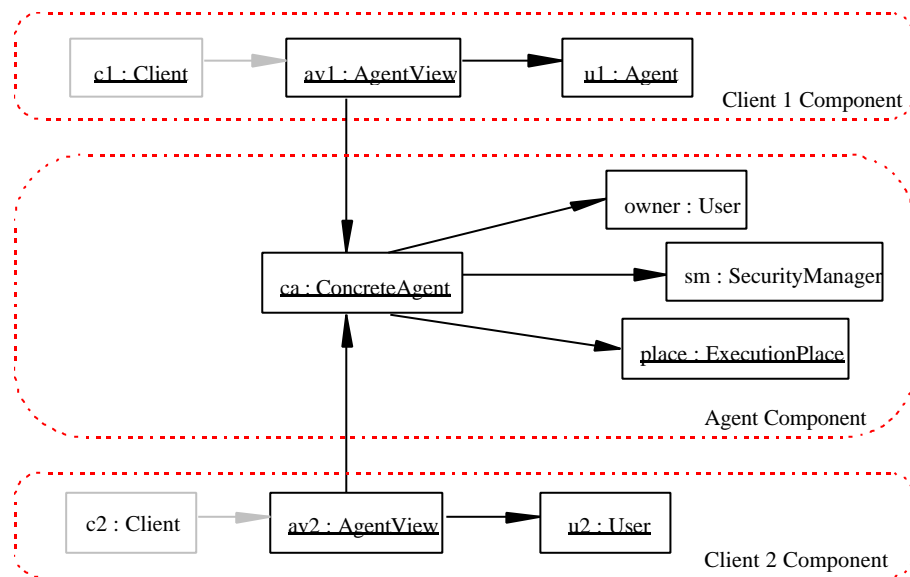 c1 : Client
av1 : AgentView
u1 : Agent
Client 1 Component
owner : User
ca : ConcreteAgent
sm : SecurityManager
place : ExecutionPlace
Agent Component
c2 : Client
av2 : AgentView
u2 : User
Client 2 Component